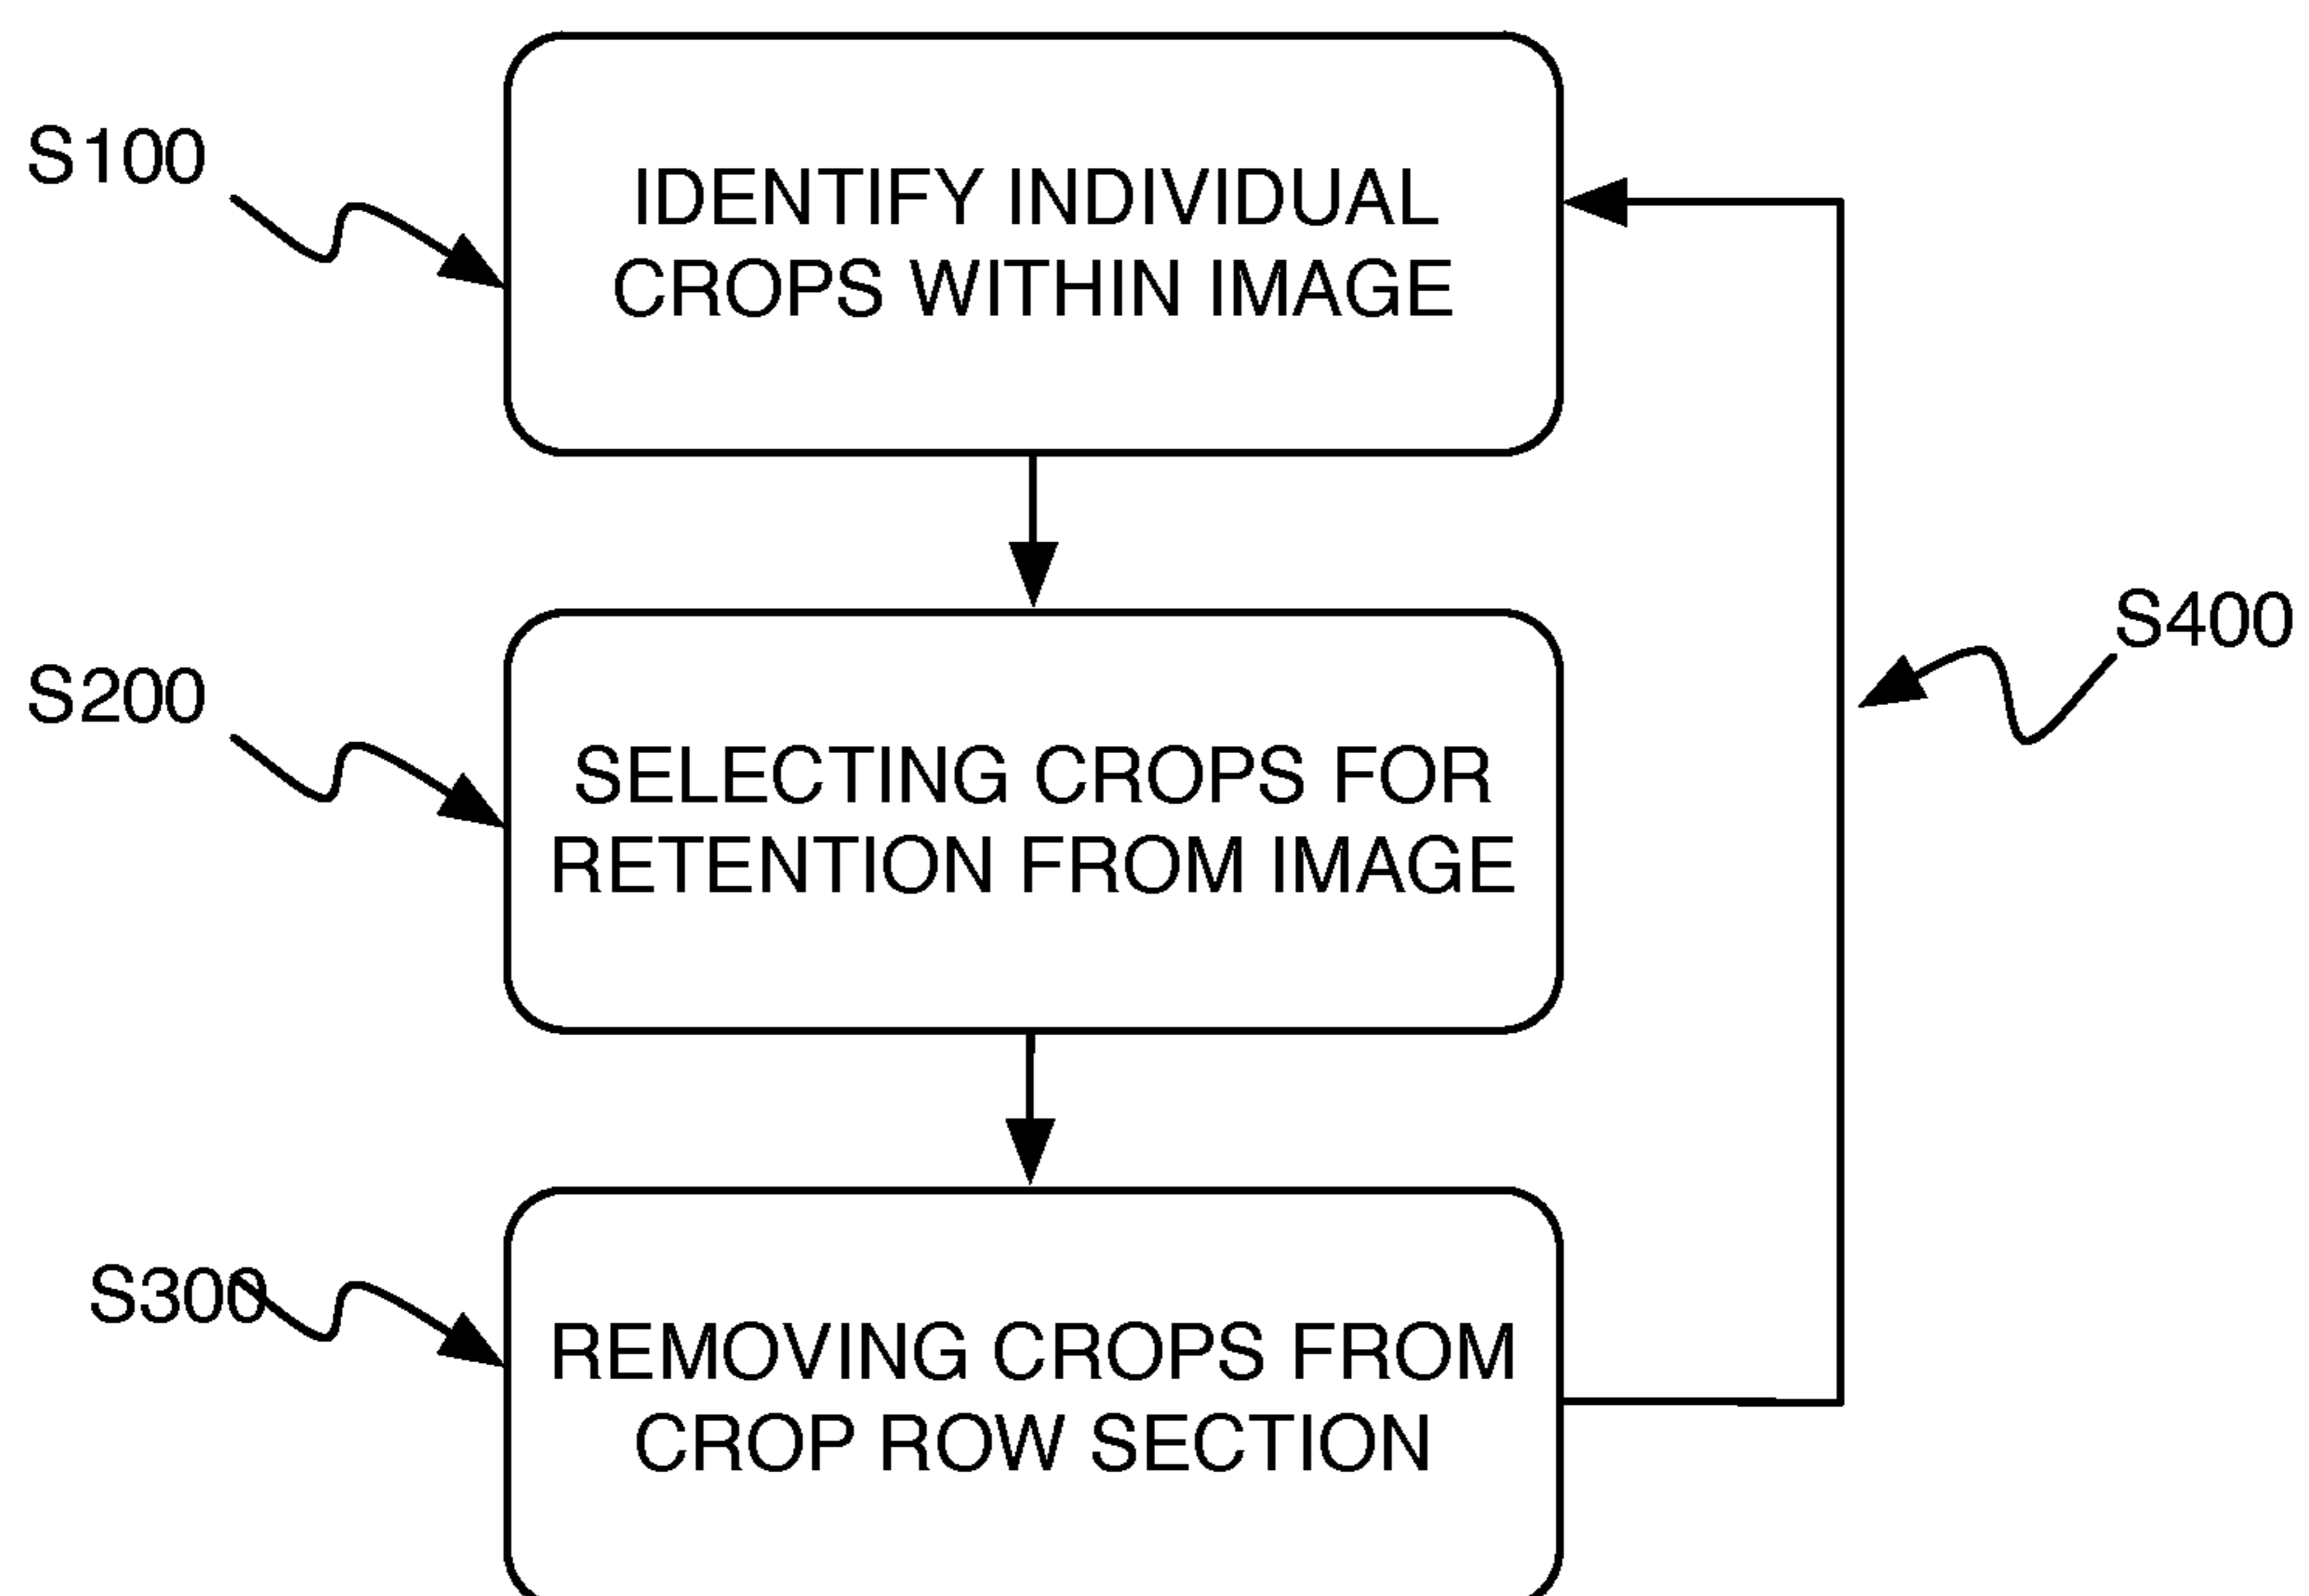 S100
IDENTIFY INDIVIDUAL
CROPS WITHIN IMAGE
S400
S200
SELECTING CROPS FOR
RETENTION FROM IMAGE
S300
REMOVING CROPS FROM
CROP ROW SECTION